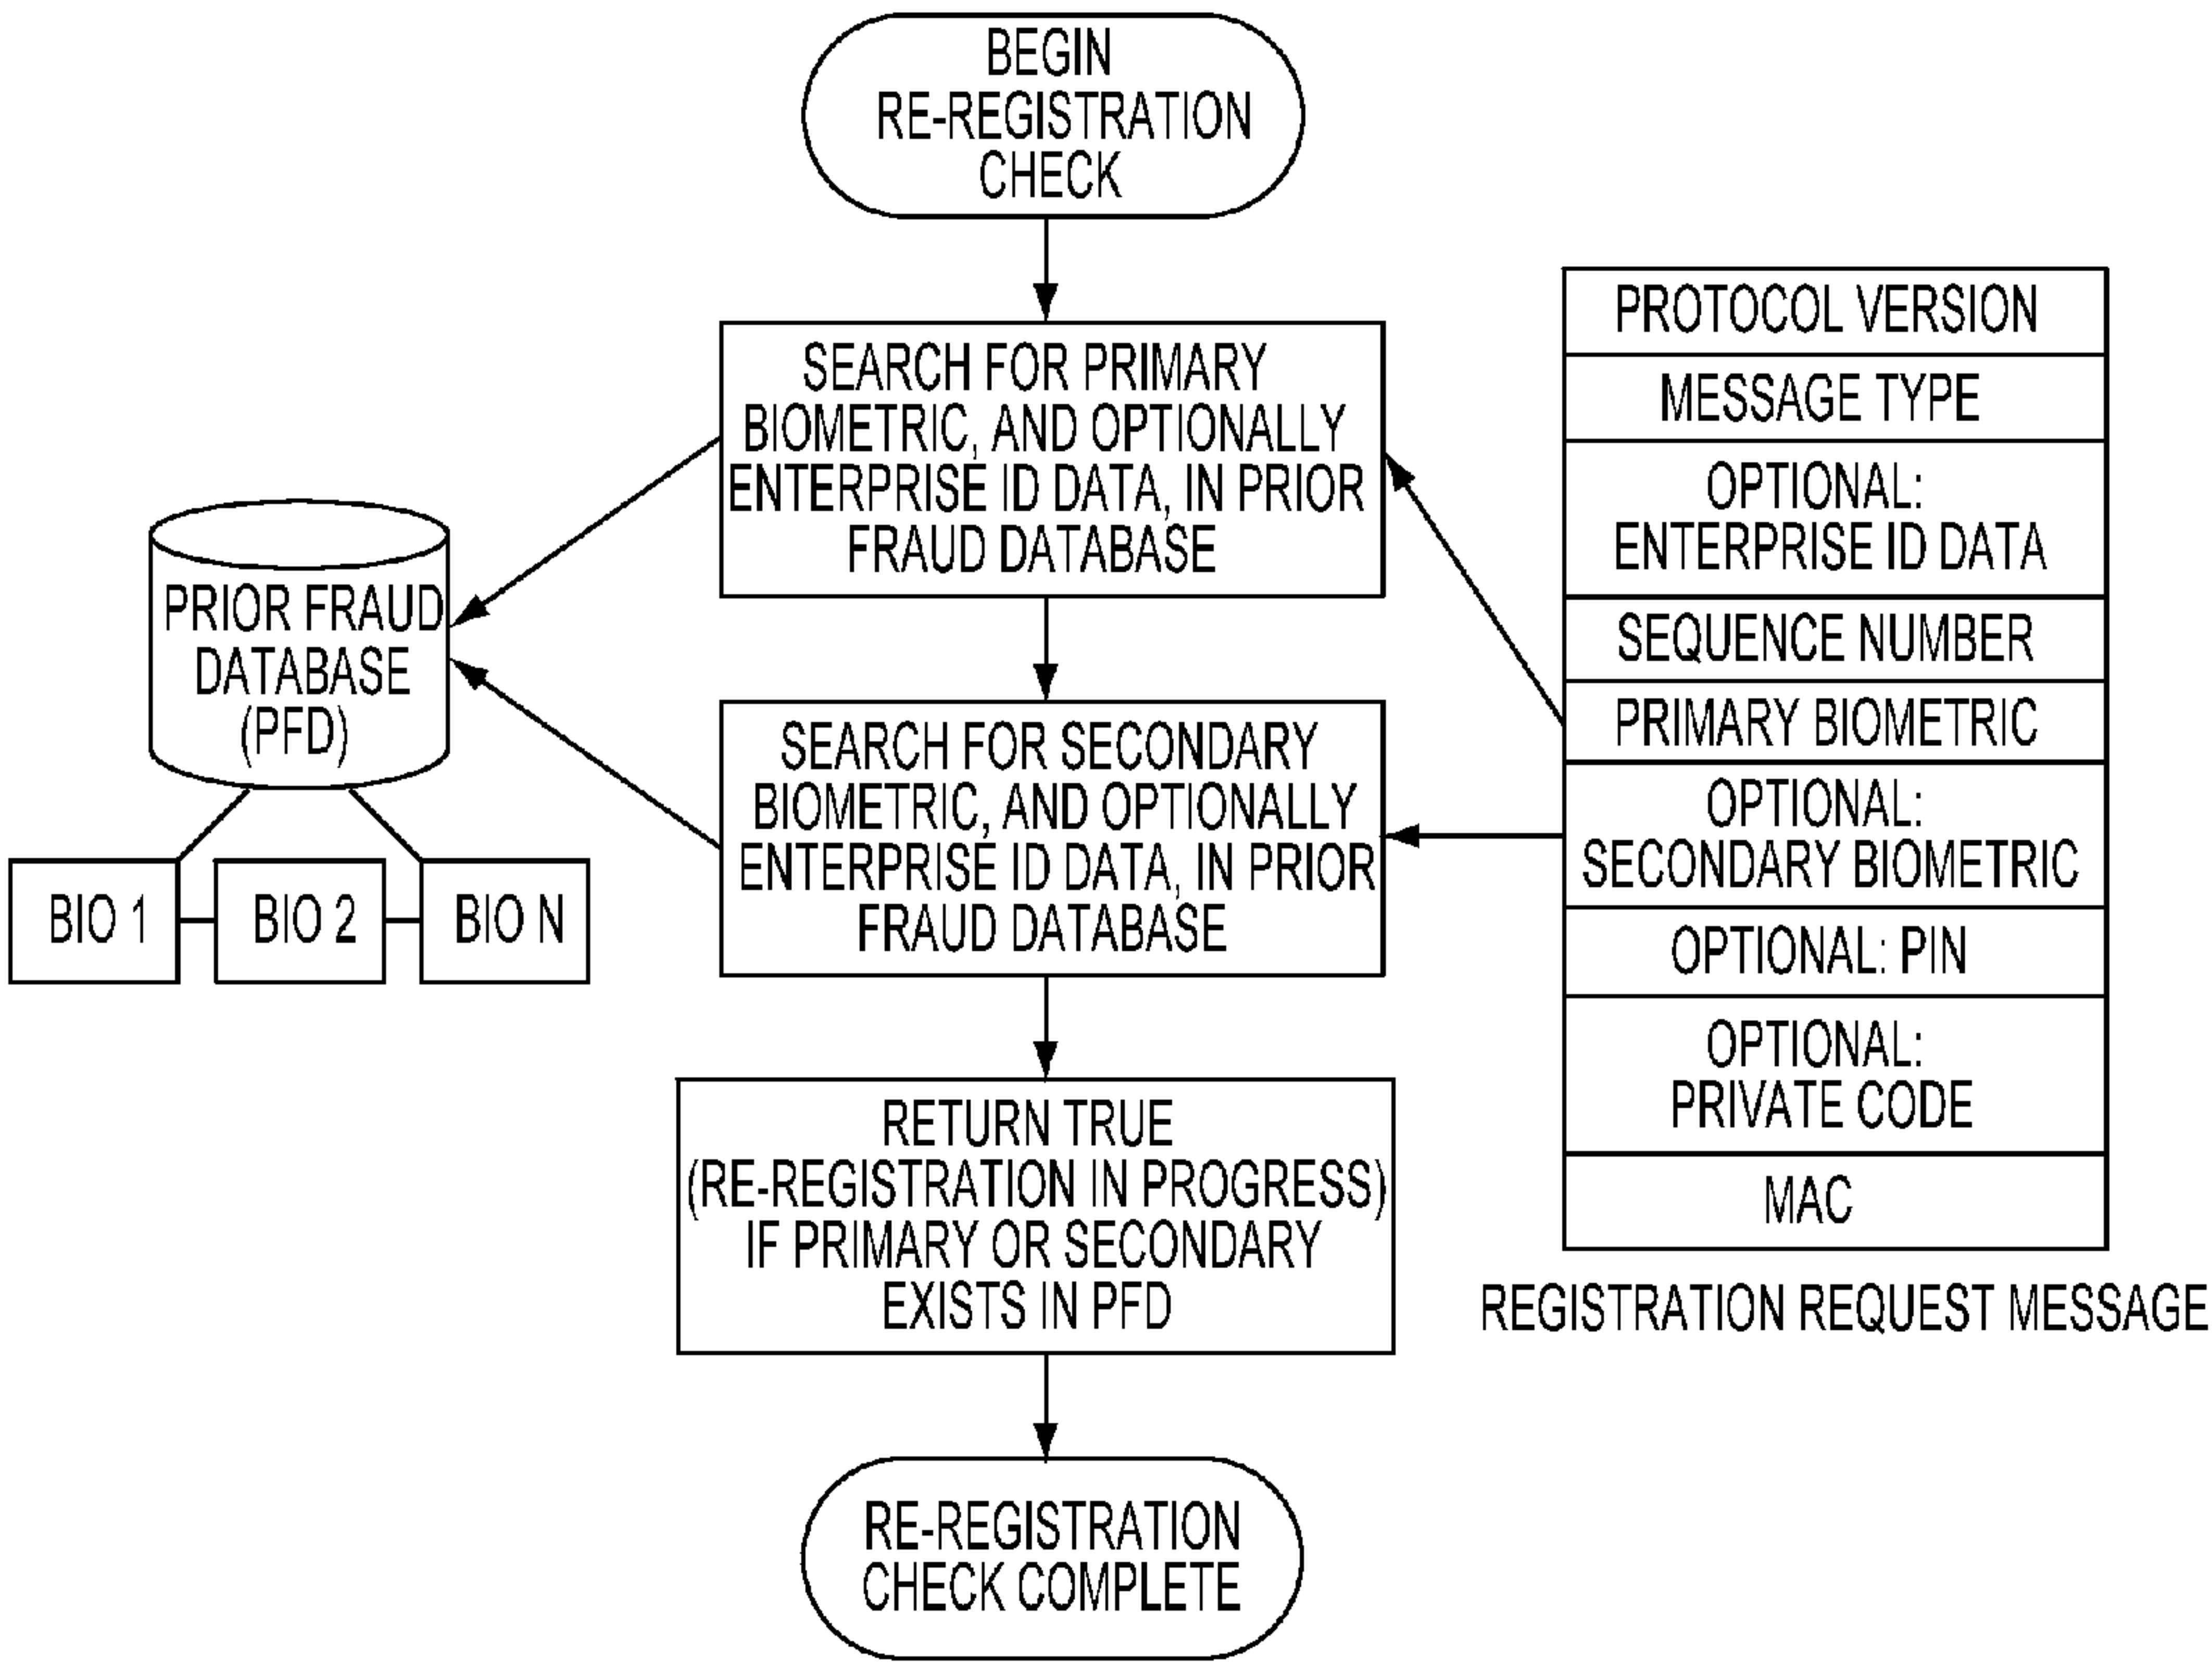 BEGIN
RE-REGISTRATION
CHECK
SEARCH FOR PRIMARY
BIOMETRIC, AND OPTIONALLY
ENTERPRISE ID DATA, IN PRIOR
FRAUD DATABASE
PRIOR FRAUD
DATABASE
(PFD)
BIO 1
BIO 2
BIO N
SEARCH FOR SECONDARY
BIOMETRIC, AND OPTIONALLY
ENTERPRISE ID DATA, IN PRIOR
FRAUD DATABASE
RETURN TRUE
(RE-REGISTRATION IN PROGRESS)
IF PRIMARY OR SECONDARY
EXISTS IN PFD
RE-REGISTRATION
CHECK COMPLETE
PROTOCOL VERSION
MESSAGE TYPE
OPTIONAL:
ENTERPRISE ID DATA
SEQUENCE NUMBER
PRIMARY BIOMETRIC
OPTIONAL:
SECONDARY BIOMETRIC
OPTIONAL: PIN
OPTIONAL:
PRIVATE CODE
MAC
REGISTRATION REQUEST MESSAGE